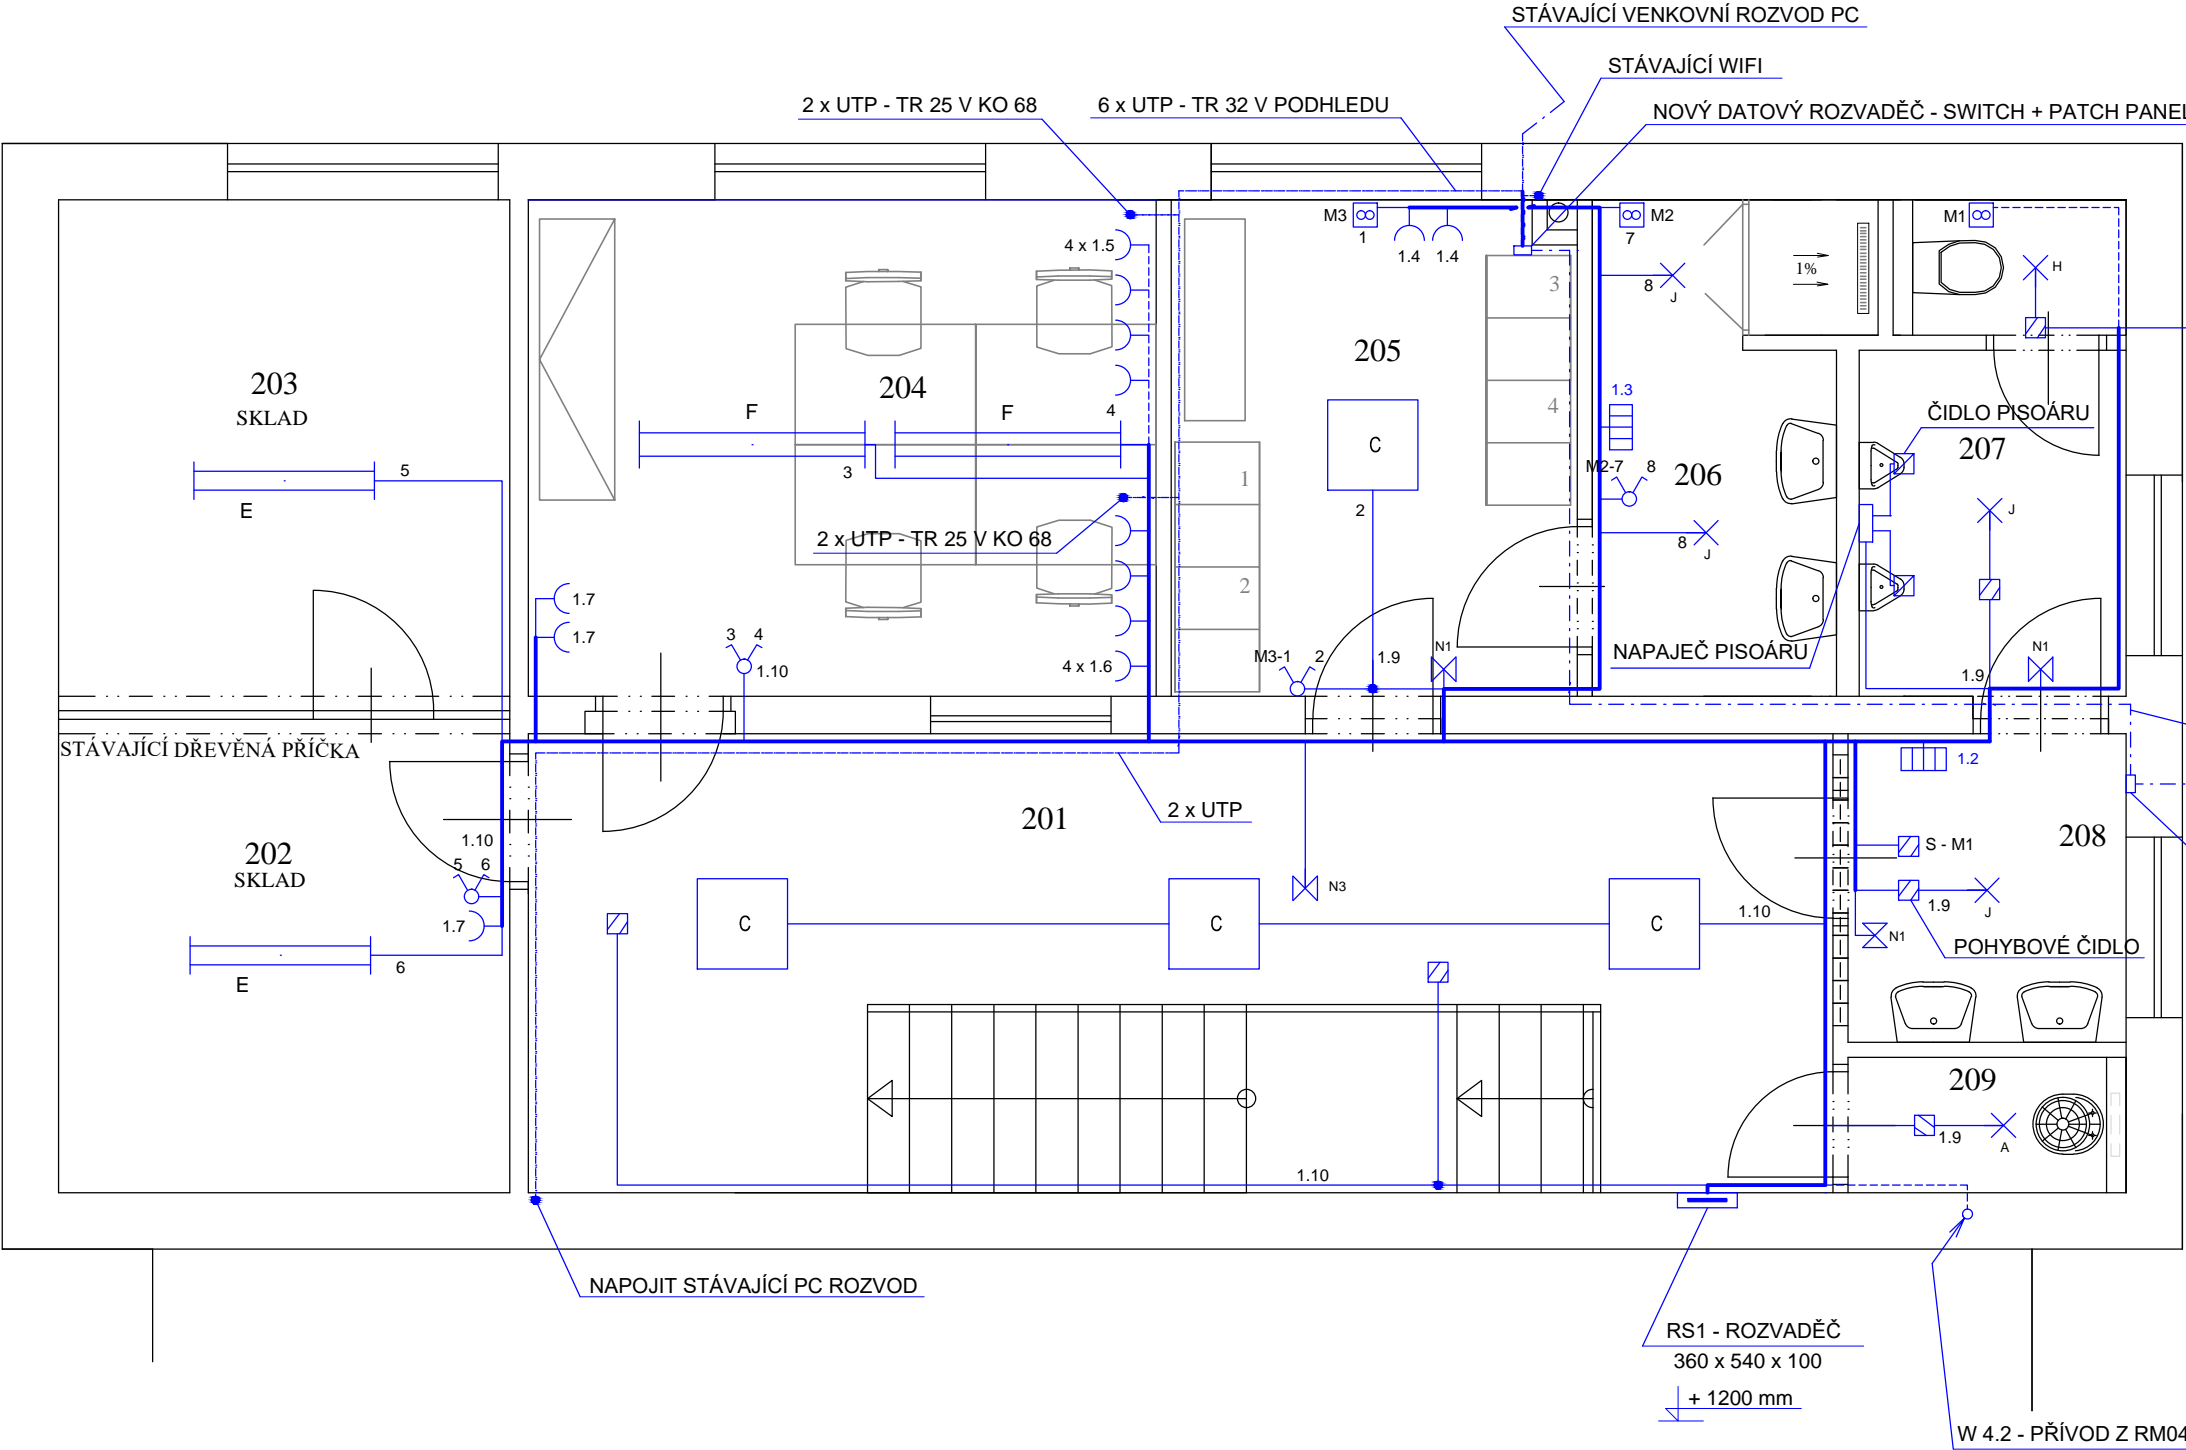 STÁVAJÍCÍ VENKOVNÍ ROZVOD PC
STÁVAJÍCÍ WIFI
2 x UTP - TR 25 V KO 68
6 x UTP - TR 32 V PODHLEDU
NOVÝ DATOVÝ ROZVADĚČ - SWITCH + PATCH PANEL
M3
1
1.4
1.4
M2
7
M1
4 x 1.5
8
J
1%
H
3
203
SKLAD
204
205
F
F
4
4
1.3
ČIDLO PISOÁRU
207
C
5
E
3
1
M2-7
8
206
2
J
2 x UTP - TR 25 V KO 68
8
J
2
1.7
1.7
3
4
1.10
4 x 1.6
M3-1
2
1.9
N1
NAPAJEČ PISOÁRU
1.9
N1
STÁVAJÍCÍ DŘEVĚNÁ PŘÍČKA
1.2
2 x UTP
201
208
1.10
202
SKLAD
5
6
S - M1
N3
1.9
J
1.7
C
C
C
1.10
N1
POHYBOVÉ ČIDLO
6
E
209
1.9
A
1.10
NAPOJIT STÁVAJÍCÍ PC ROZVOD
RS1 - ROZVADĚČ
360 x 540 x 100
+ 1200 mm
W 4.2 - PŘÍVOD Z RM04